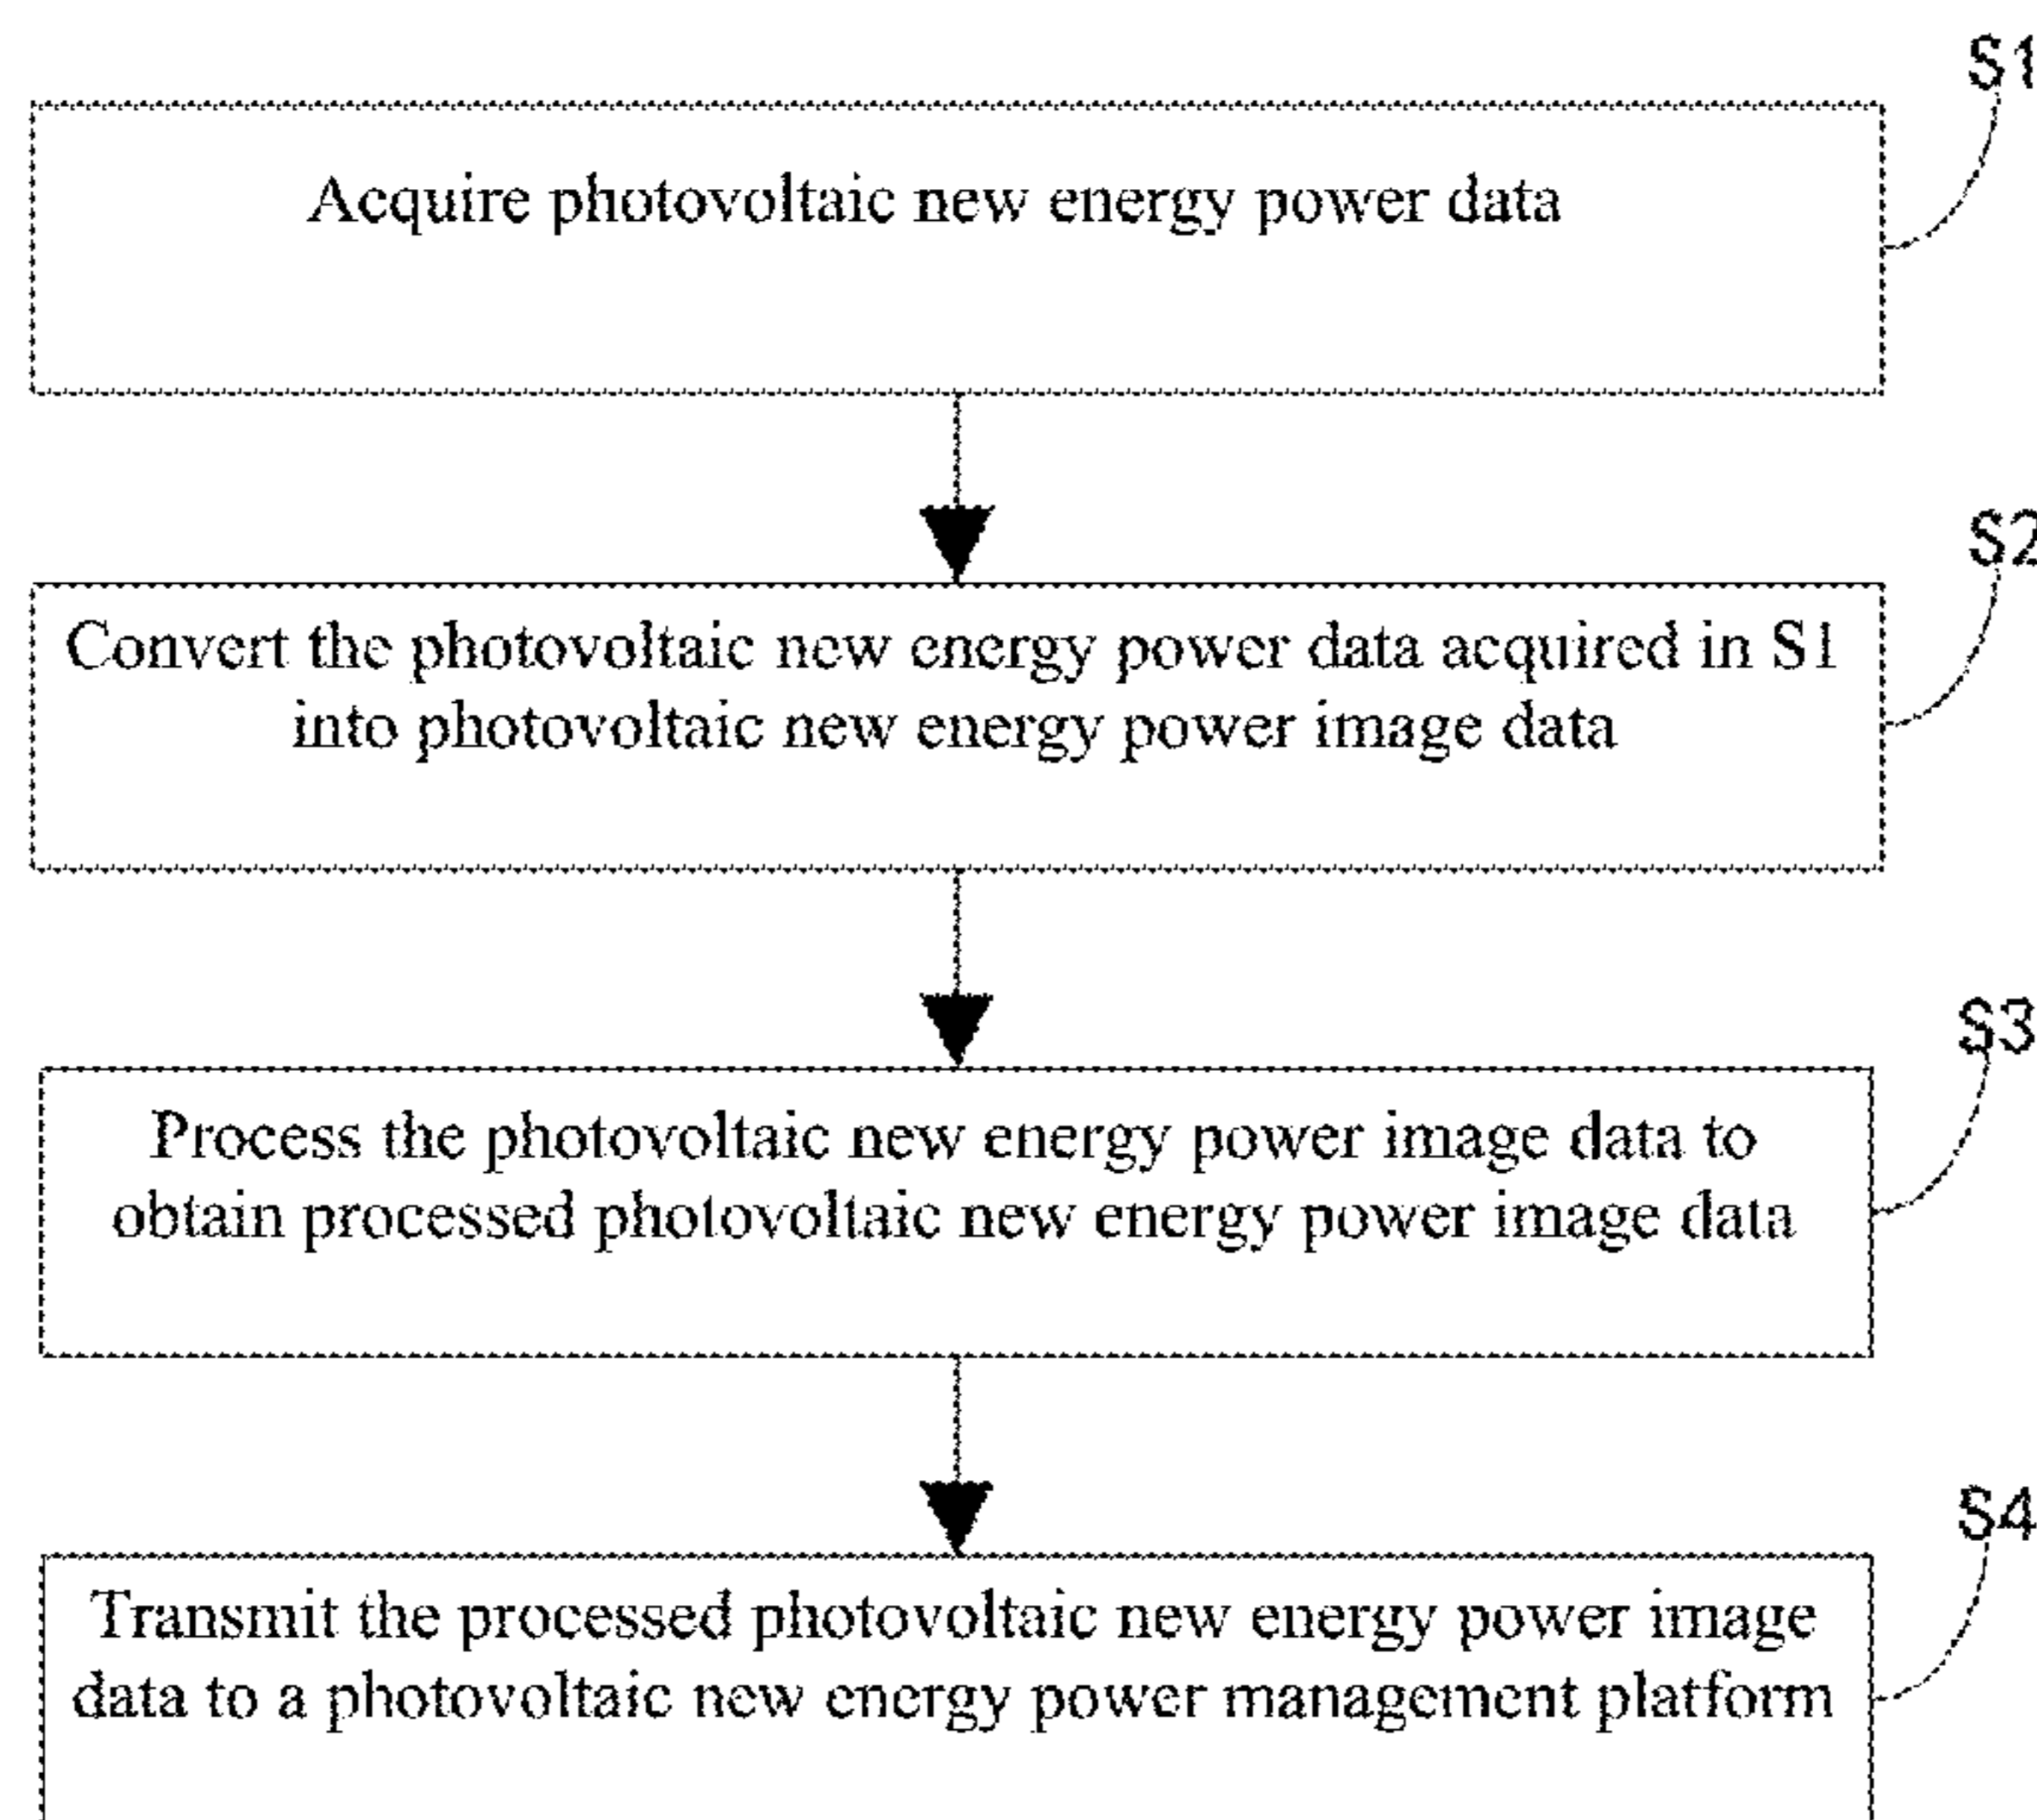 S1
Acquire photovoltaic new energy power data
S2
Convert the photovoltaic new energy power data acquired in S1
into photovoltaic new energy power image data
S3
Process the photovoltaic new energy power image data to
obtain processed photovoltaic new energy power image data
S4
Transmit the processed photovoltaic new energy power image
data to a photovoltaic new energy power management platform